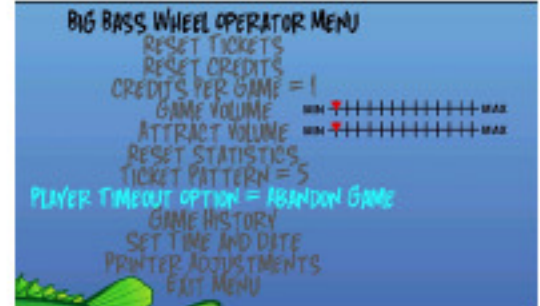 BIG BASS WHEEL OPERATOR MENU
RESET TICKETS
RESET CREDITS
CREDITS PER GAME = 1
GAME VOLUME MIN MAX
ATTRACT VOLUME MIN MAX
RESET STATISTICS
TICKET PATTERN = 5
PLAYER TIMEOUT OPTION = ABANDON GAME
GAME HISTORY
SET TIME AND DATE
PRINTER ADJUSTMENTS
EXIT MENU